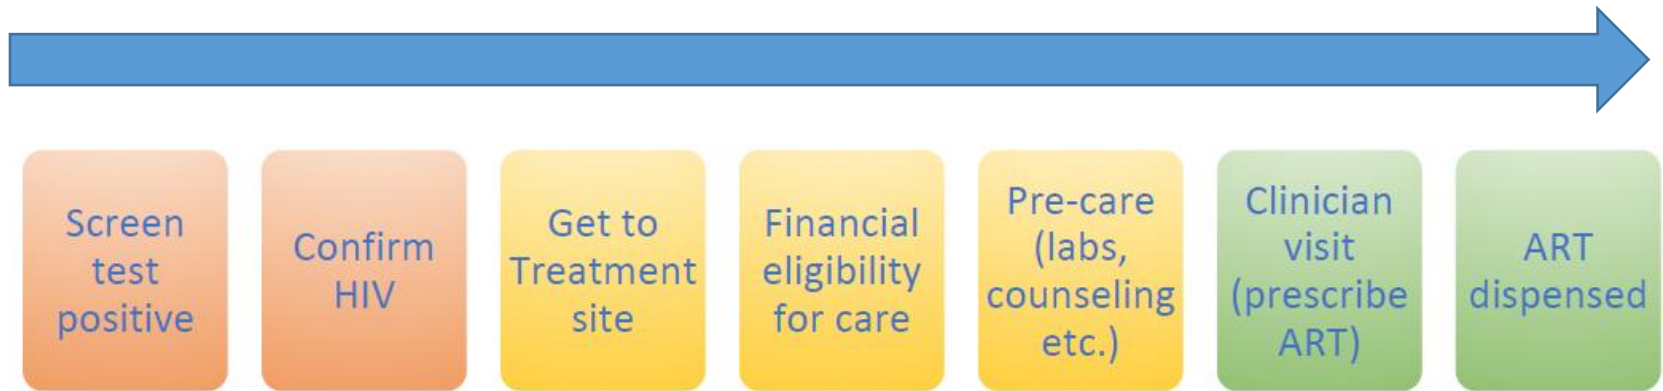 Screen
test
positive
Confirm
HIV
Get to
Treatment
site
Financial
eligibility
for care
Pre-care
(labs,
counseling
etc.)
Clinician
visit
(prescribe
ART)
ART
dispensed